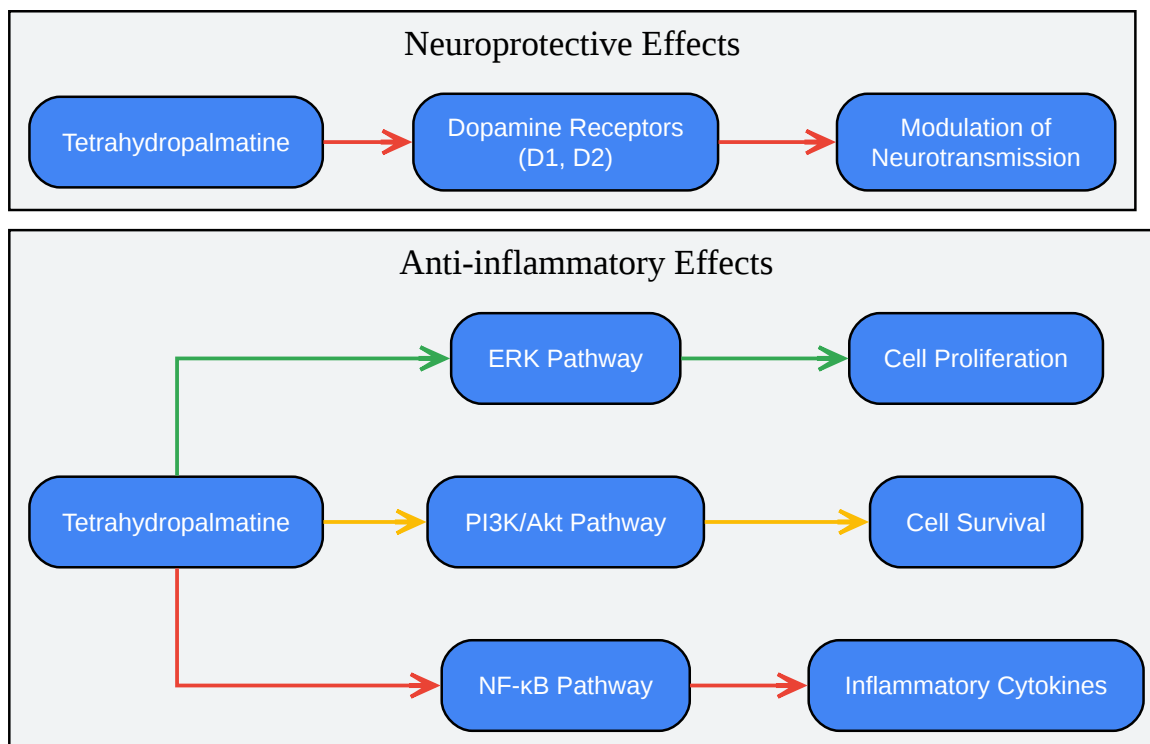 Neuroprotective Effects
Tetrahydropalmatine
Dopamine Receptors
(D1, D2)
Modulation of
Neurotransmission
Anti-inflammatory Effects
ERK Pathway
Cell Proliferation
Tetrahydropalmatine
PI3K/Akt Pathway
Cell Survival
NF-κB Pathway
Inflammatory Cytokines